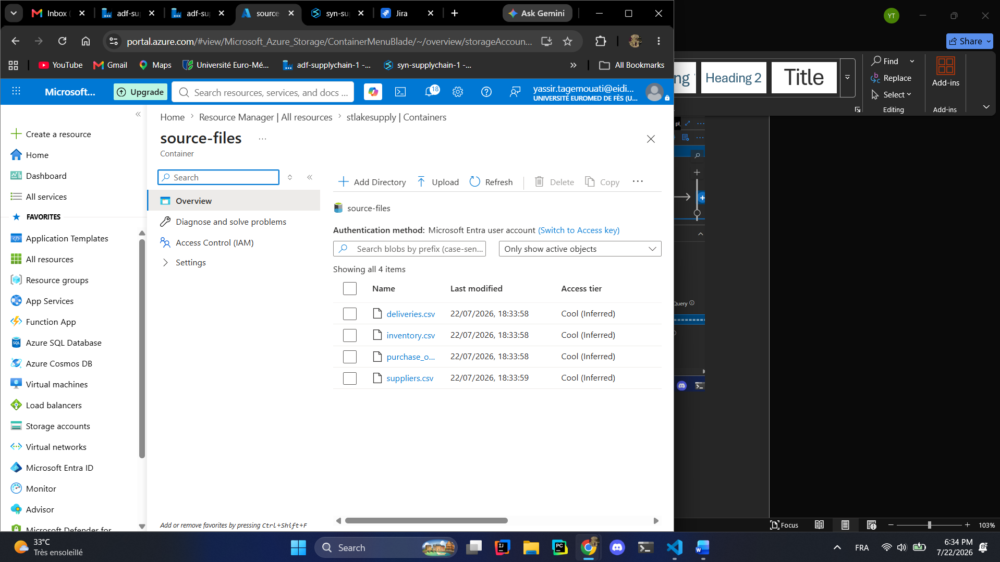 Inbox (
adf-su
adf-su
source
syn-su
Jira
Ask Gemini
portal.azure.com/#view/Microsoft_Azure_Storage/ContainerMenuBlade/~/overview/storageAccoun...
YouTube
Gmail
Maps
Université Euro-Mé...
adf-supplychain-1 -...
syn-supplychain-1 -...
All Bookmarks
Microsoft...
Upgrade
Search resources, services, and docs ...
18
yassir.tagemouati@eidi...
UNIVERSITÉ EUROMED DE FÈS (U...
Create a resource
Home
Dashboard
All services
FAVORITES
Application Templates
All resources
Resource groups
App Services
Function App
Azure SQL Database
Azure Cosmos DB
Virtual machines
Load balancers
Storage accounts
Virtual networks
Microsoft Entra ID
Monitor
Advisor
Microsoft Defender for
Home > Resource Manager | All resources > stlakesupply | Containers
source-files
...
Container
Search
Overview
Diagnose and solve problems
Access Control (IAM)
Settings
Add or remove favorites by pressing Ctrl+Shift+F
Add Directory
Upload
Refresh
Delete
Copy
...
source-files
Authentication method: Microsoft Entra user account (Switch to Access key)
Search blobs by prefix (case-sen...
Only show active objects
Showing all 4 items
Name Last modified Access tier
deliveries.csv 22/07/2026, 18:33:58 Cool (Inferred)
inventory.csv 22/07/2026, 18:33:58 Cool (Inferred)
purchase_o... 22/07/2026, 18:33:58 Cool (Inferred)
suppliers.csv 22/07/2026, 18:33:59 Cool (Inferred)
YT
Share
ng
Heading 2
Title
Find
Replace
Select
Editing
Add-ins
Add-ins
pl_
Query
Focus
103%
33°C
Très ensoleillé
Search
FRA
6:34 PM
7/22/2026